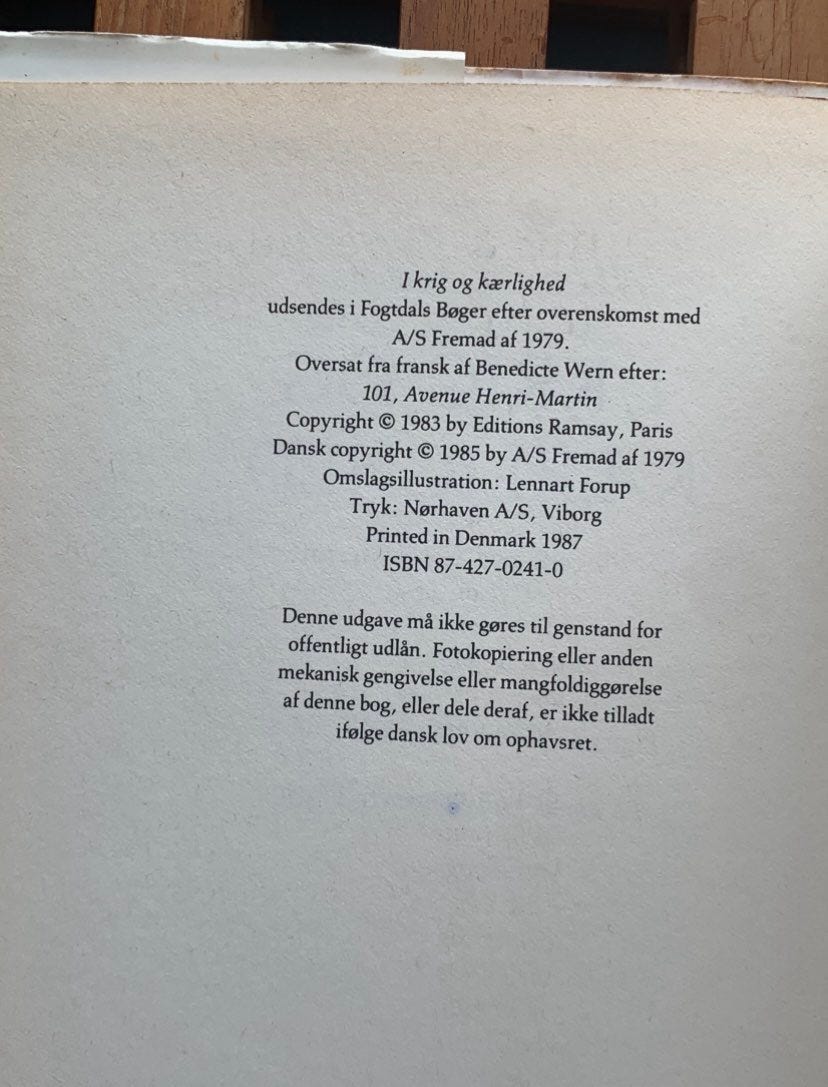 I krig og kærlighed
udsendes i Fogtdals Bøger efter overenskomst med
A/S Fremad af 1979.
Oversat fra fransk af Benedicte Wern efter:
101, Avenue Henri-Martin
Copyright © 1983 by Editions Ramsay, Paris
Dansk copyright © 1985 by A/S Fremad af 1979
Omslagsillustration: Lennart Forup
Tryk: Nørhaven A/S, Viborg
Printed in Denmark 1987
ISBN 87-427-0241-0
Denne udgave må ikke gøres til genstand for
offentligt udlån. Fotokopiering eller anden
mekanisk gengivelse eller mangfoldiggørelse
af denne bog, eller dele deraf, er ikke tilladt
ifølge dansk lov om ophavsret.